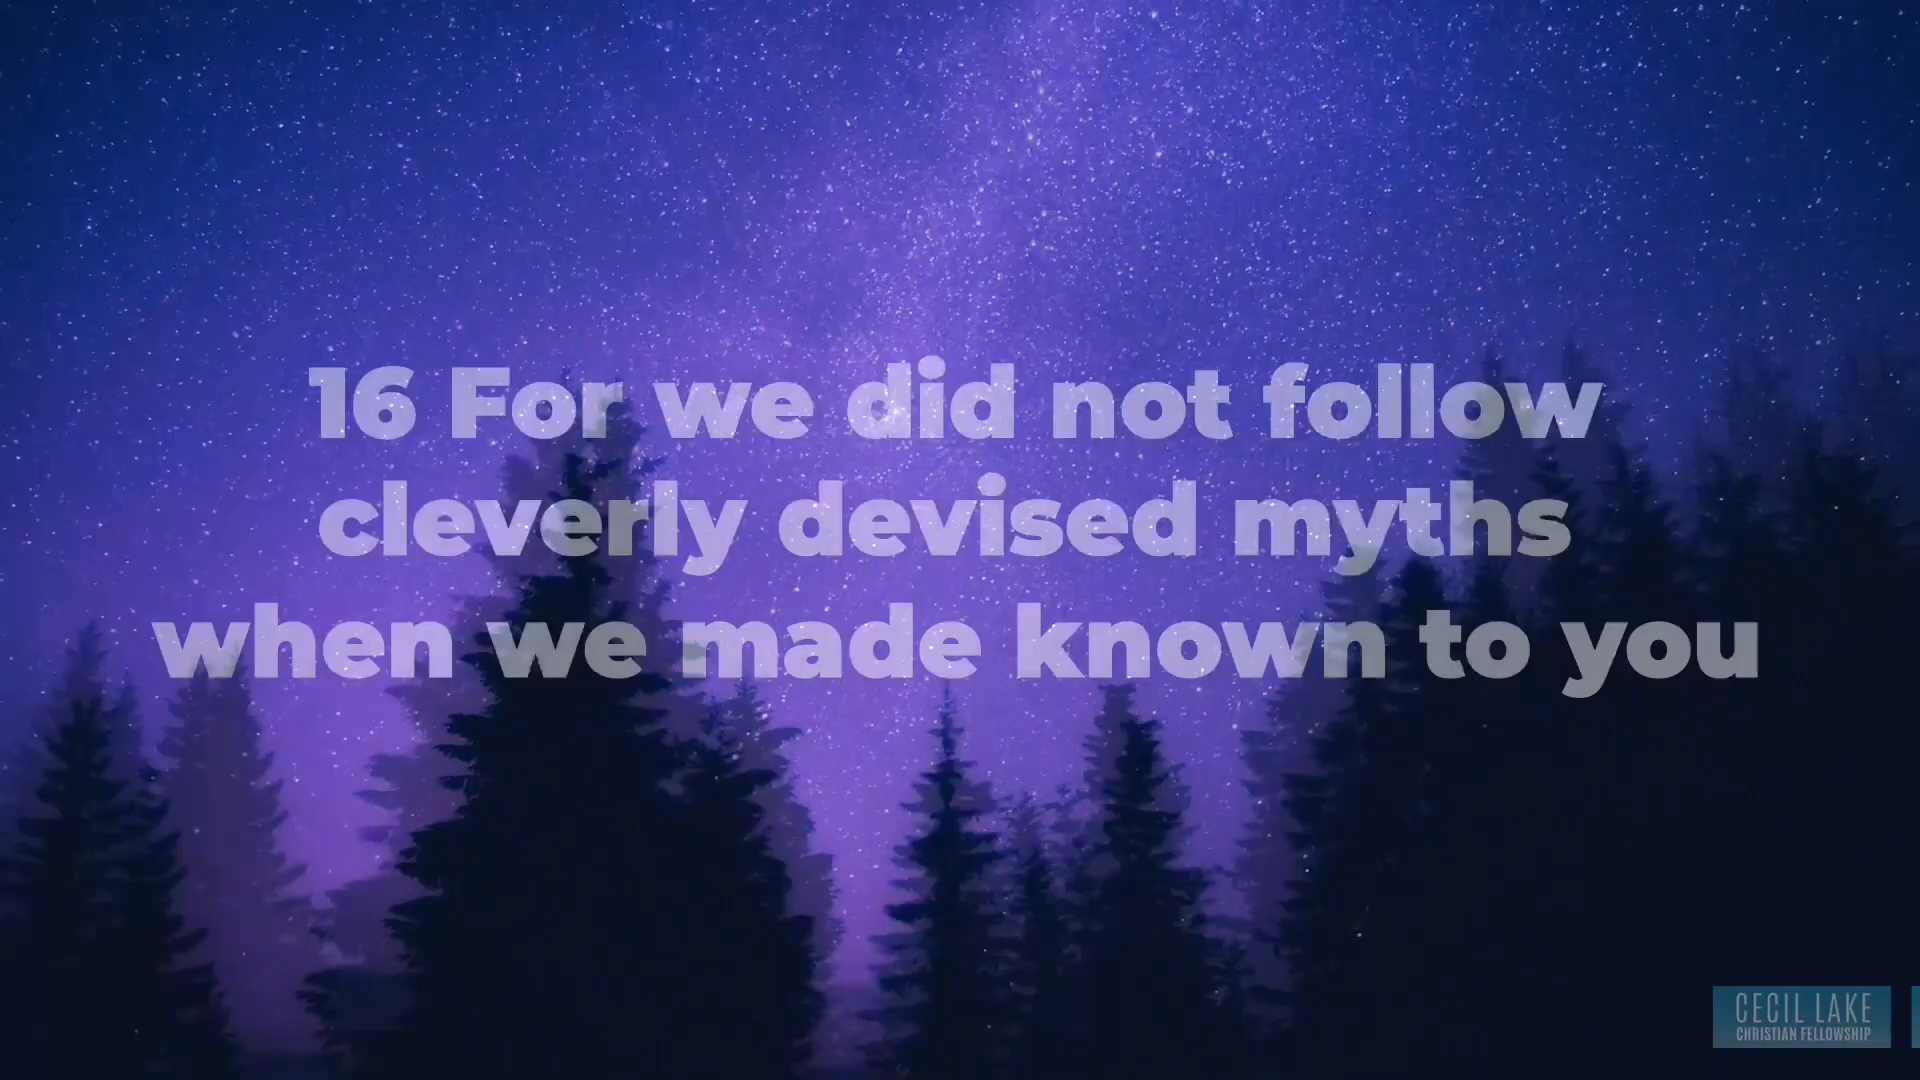 16 For we did not follow
cleverly devised myths
when we made known to you
CECIL LAKE
CHRISTIAN FELLOWSHIP